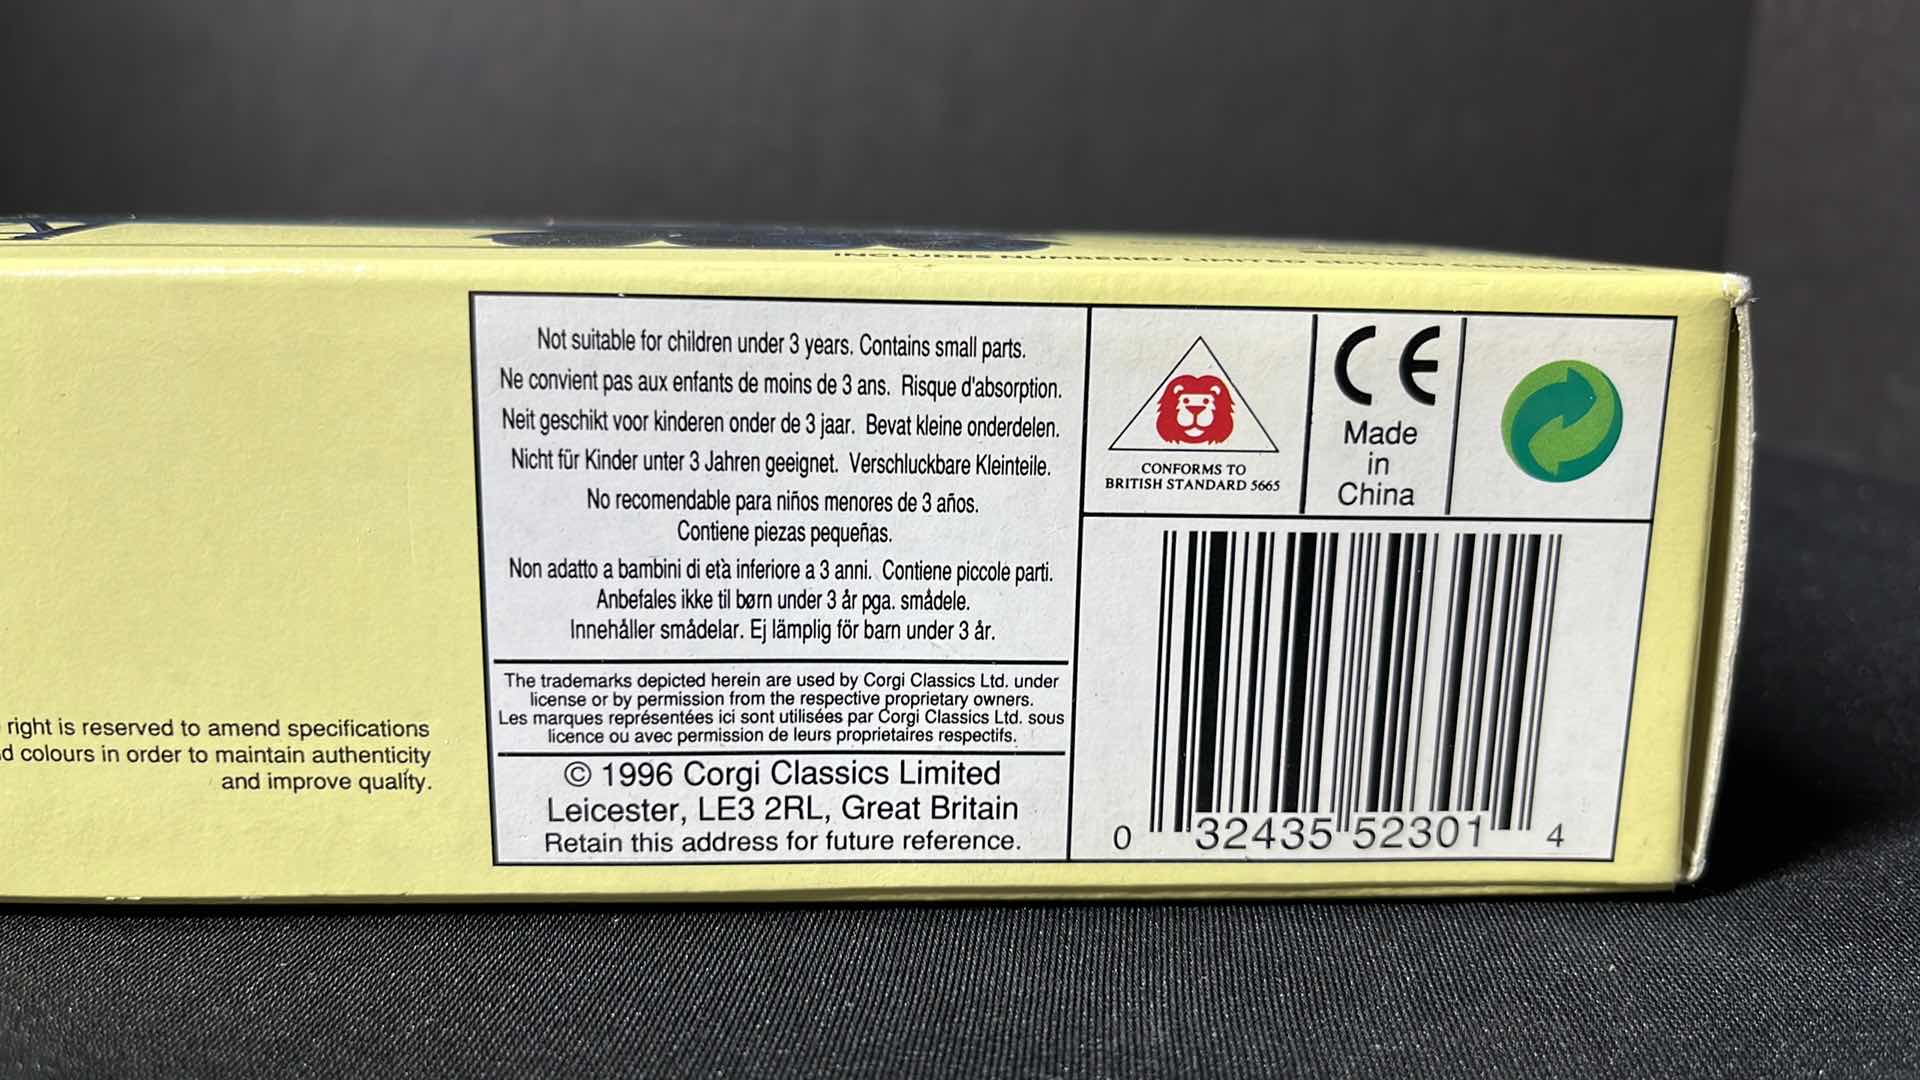 INCLUDES NUMBERED LIMITED EDITION CERTIFICATE
right is reserved to amend specifications
colours in order to maintain authenticity
and improve quality.
Not suitable for children under 3 years. Contains small parts.
Ne convient pas aux enfants de moins de 3 ans. Risque d'absorption.
Neit geschikt voor kinderen onder de 3 jaar. Bevat kleine onderdelen.
Nicht für Kinder unter 3 Jahren geeignet. Verschluckbare Kleinteile.
No recomendable para niños menores de 3 años.
Contiene piezas pequeñas.
Non adatto a bambini di età inferiore a 3 anni. Contiene piccole parti.
Anbefales ikke til børn under 3 år pga. smådele.
Innehåller smådelar. Ej lämplig för barn under 3 år.
The trademarks depicted herein are used by Corgi Classics Ltd. under
license or by permission from the respective proprietary owners.
Les marques représentées ici sont utilisées par Corgi Classics Ltd. sous
licence ou avec permission de leurs proprietaires respectifs.
© 1996 Corgi Classics Limited
Leicester, LE3 2RL, Great Britain
Retain this address for future reference.
CONFORMS TO
BRITISH STANDARD 5665
CE
Made
in
China
0 32435 52301 4